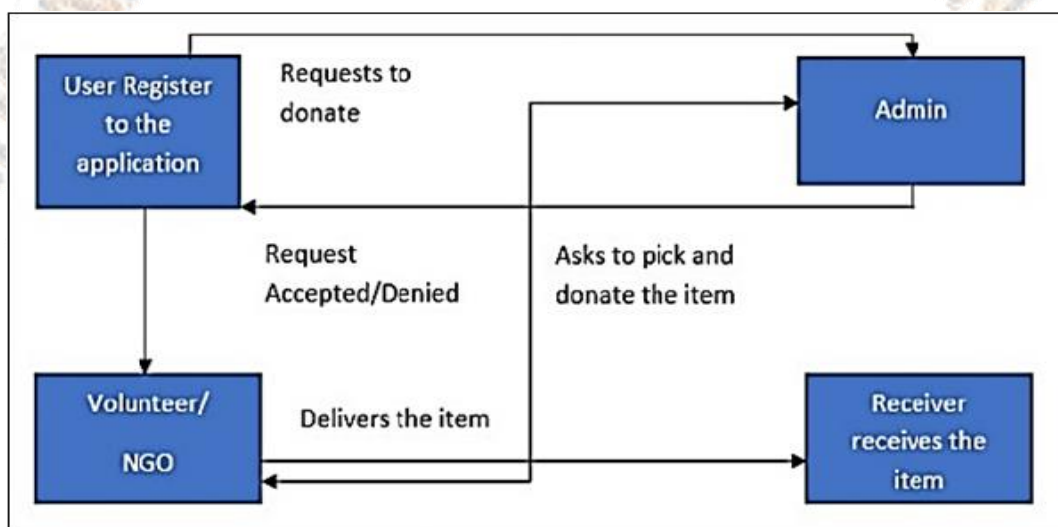 User Register
to the
application
Requests to
donate
Admin
Request
Accepted/Denied
Asks to pick and
donate the item
Volunteer/
NGO
Delivers the item
Receiver
receives the
item